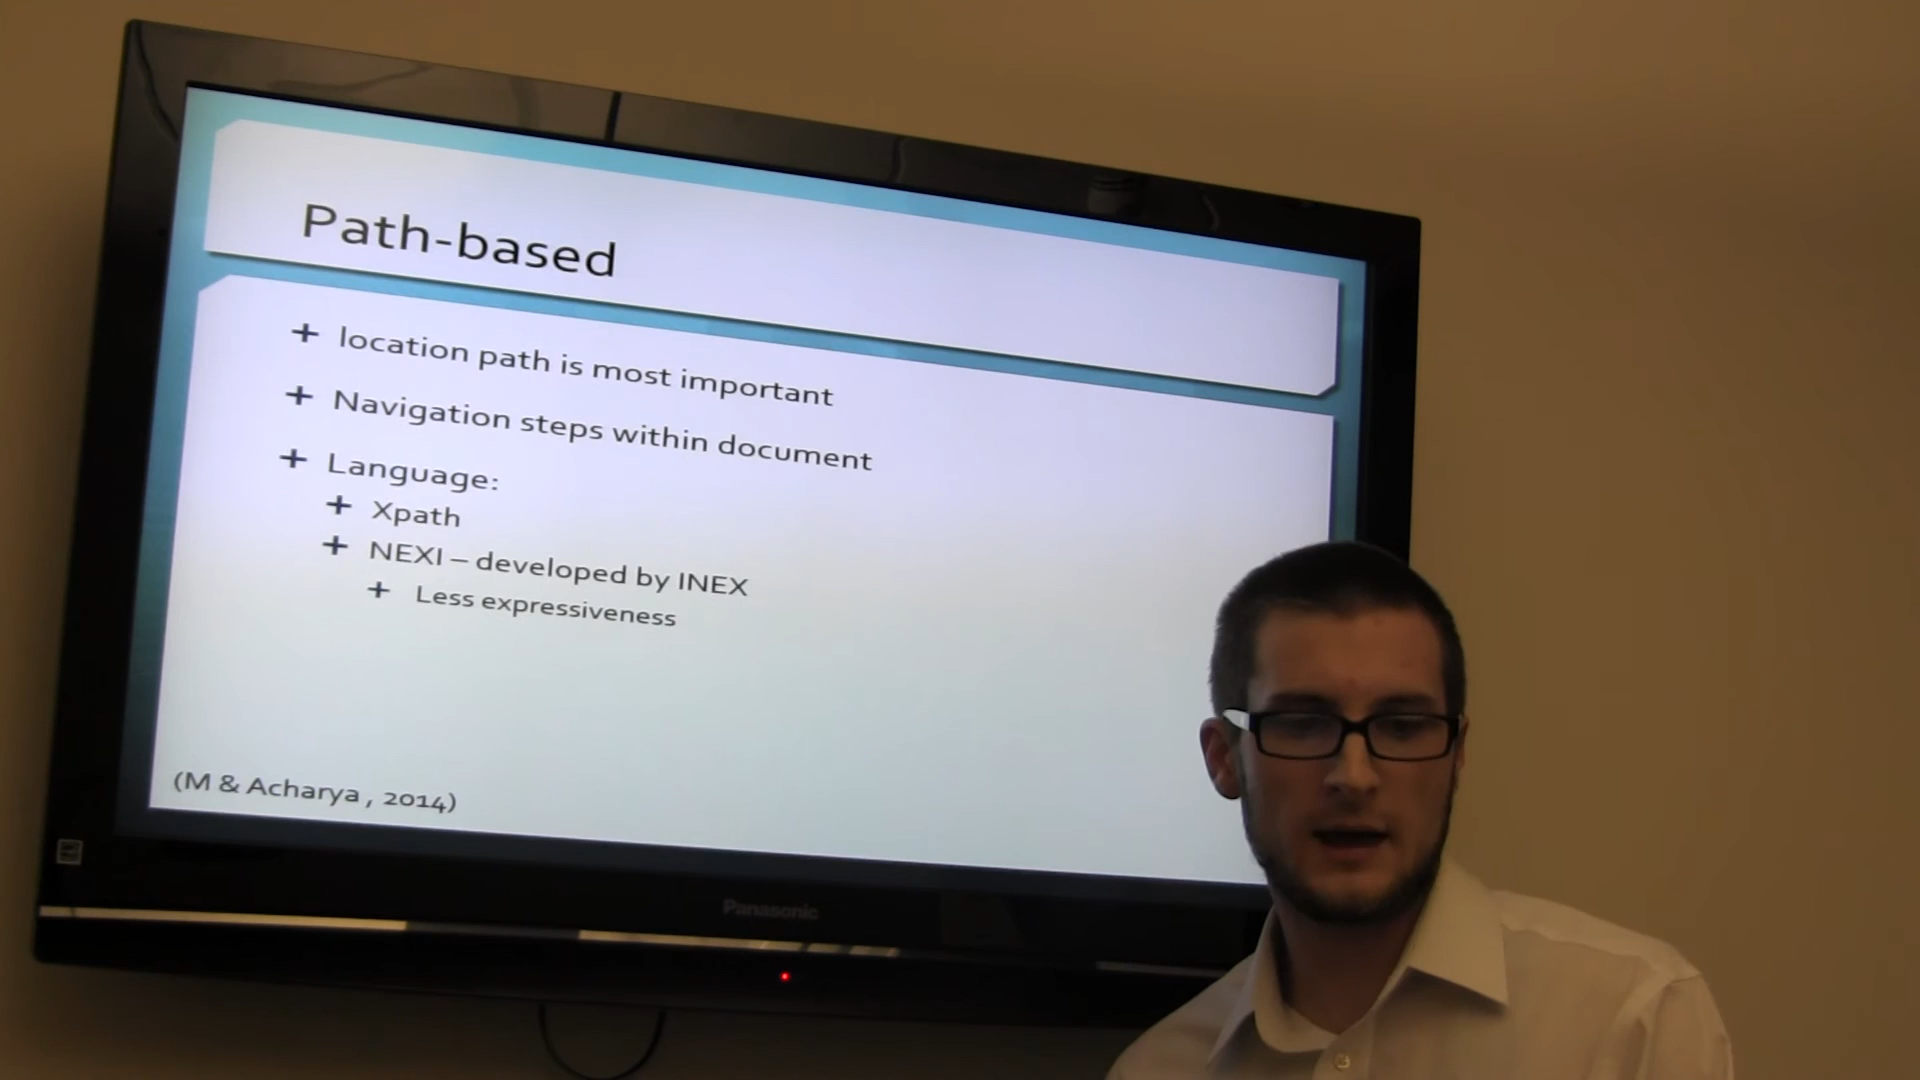 Path-based
+ location path is most important
+ Navigation steps within document
+ Language:
+ Xpath
+ NEXI – developed by INEX
+ Less expressiveness
(M & Acharya , 2014)
Panasonic